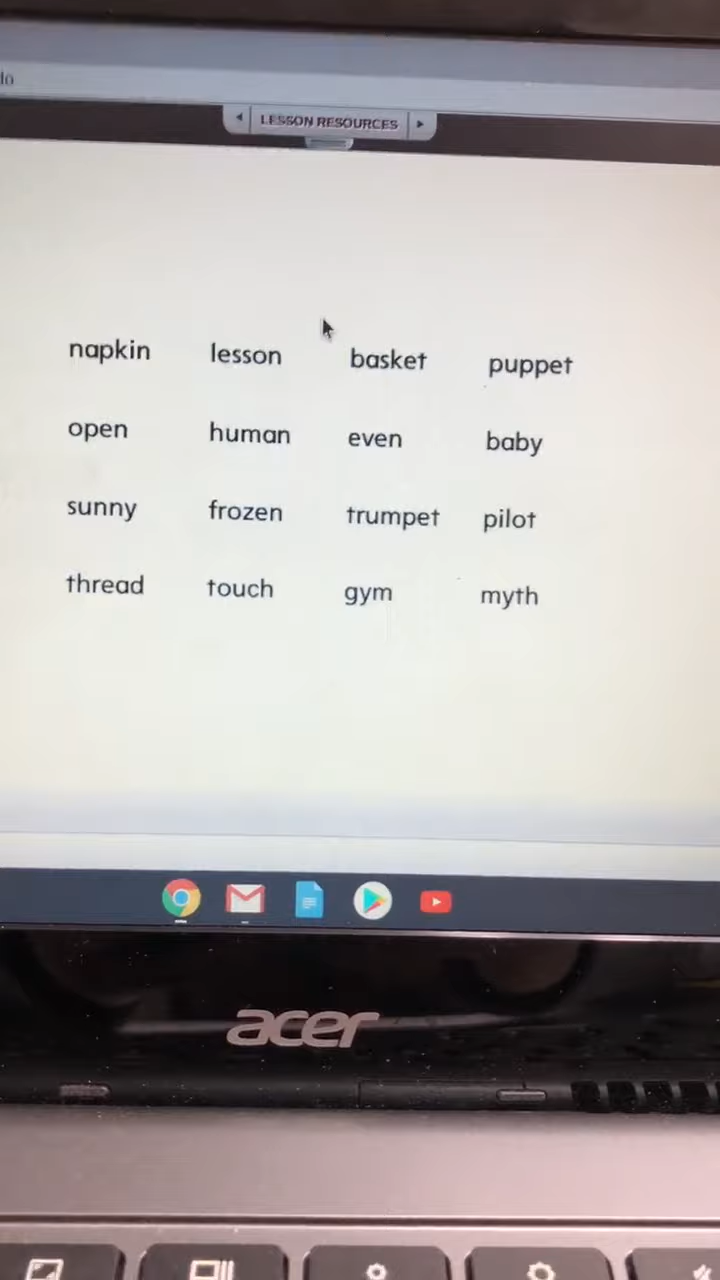 do
LESSON RESOURCES
napkin lesson basket puppet
open human even baby
sunny frozen trumpet pilot
thread touch gym myth
acer